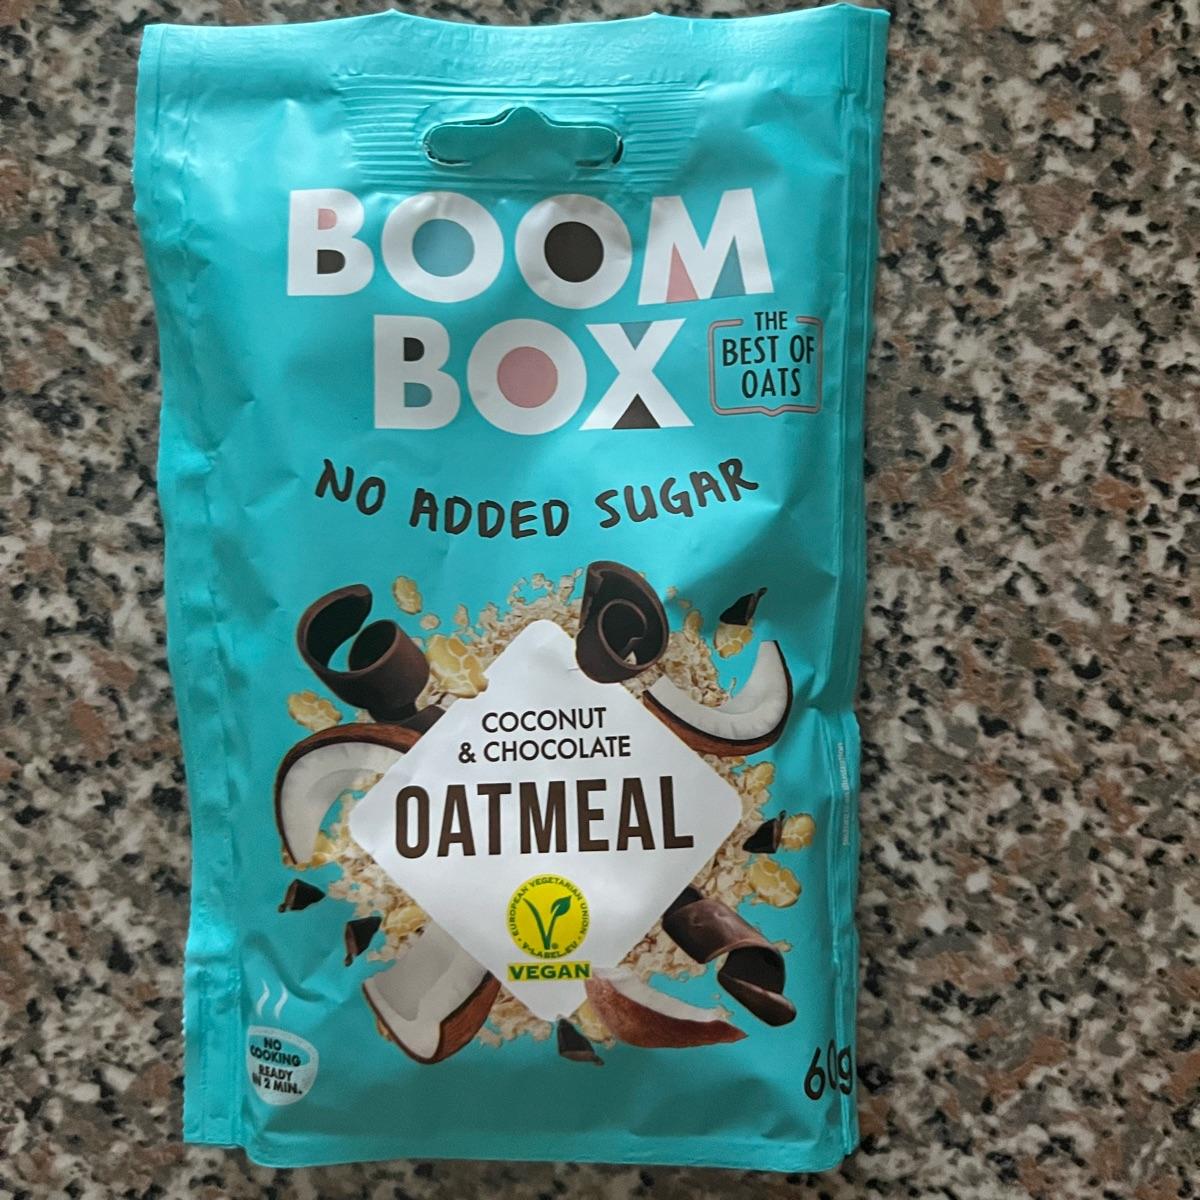 BOOM
BOX
THE
BEST OF
OATS
NO ADDED SUGAR
COCONUT
& CHOCOLATE
OATMEAL
EUROPEAN VEGETARIAN UNION
V-LABEL.EU
VEGAN
NO
COOKING
READY
IN 2 MIN.
60g